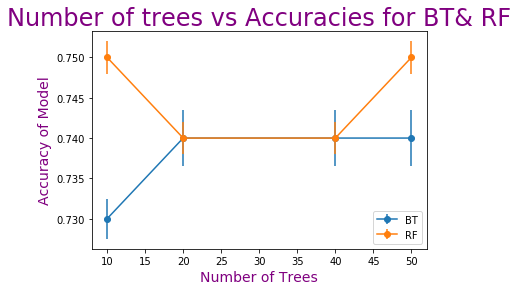 Number of trees vs Accuracies for BT& RF
Accuracy of Model
0.750
0.745
0.740
0.735
0.730
10 15 20 25 30 35 40 45 50
Number of Trees
BT
RF